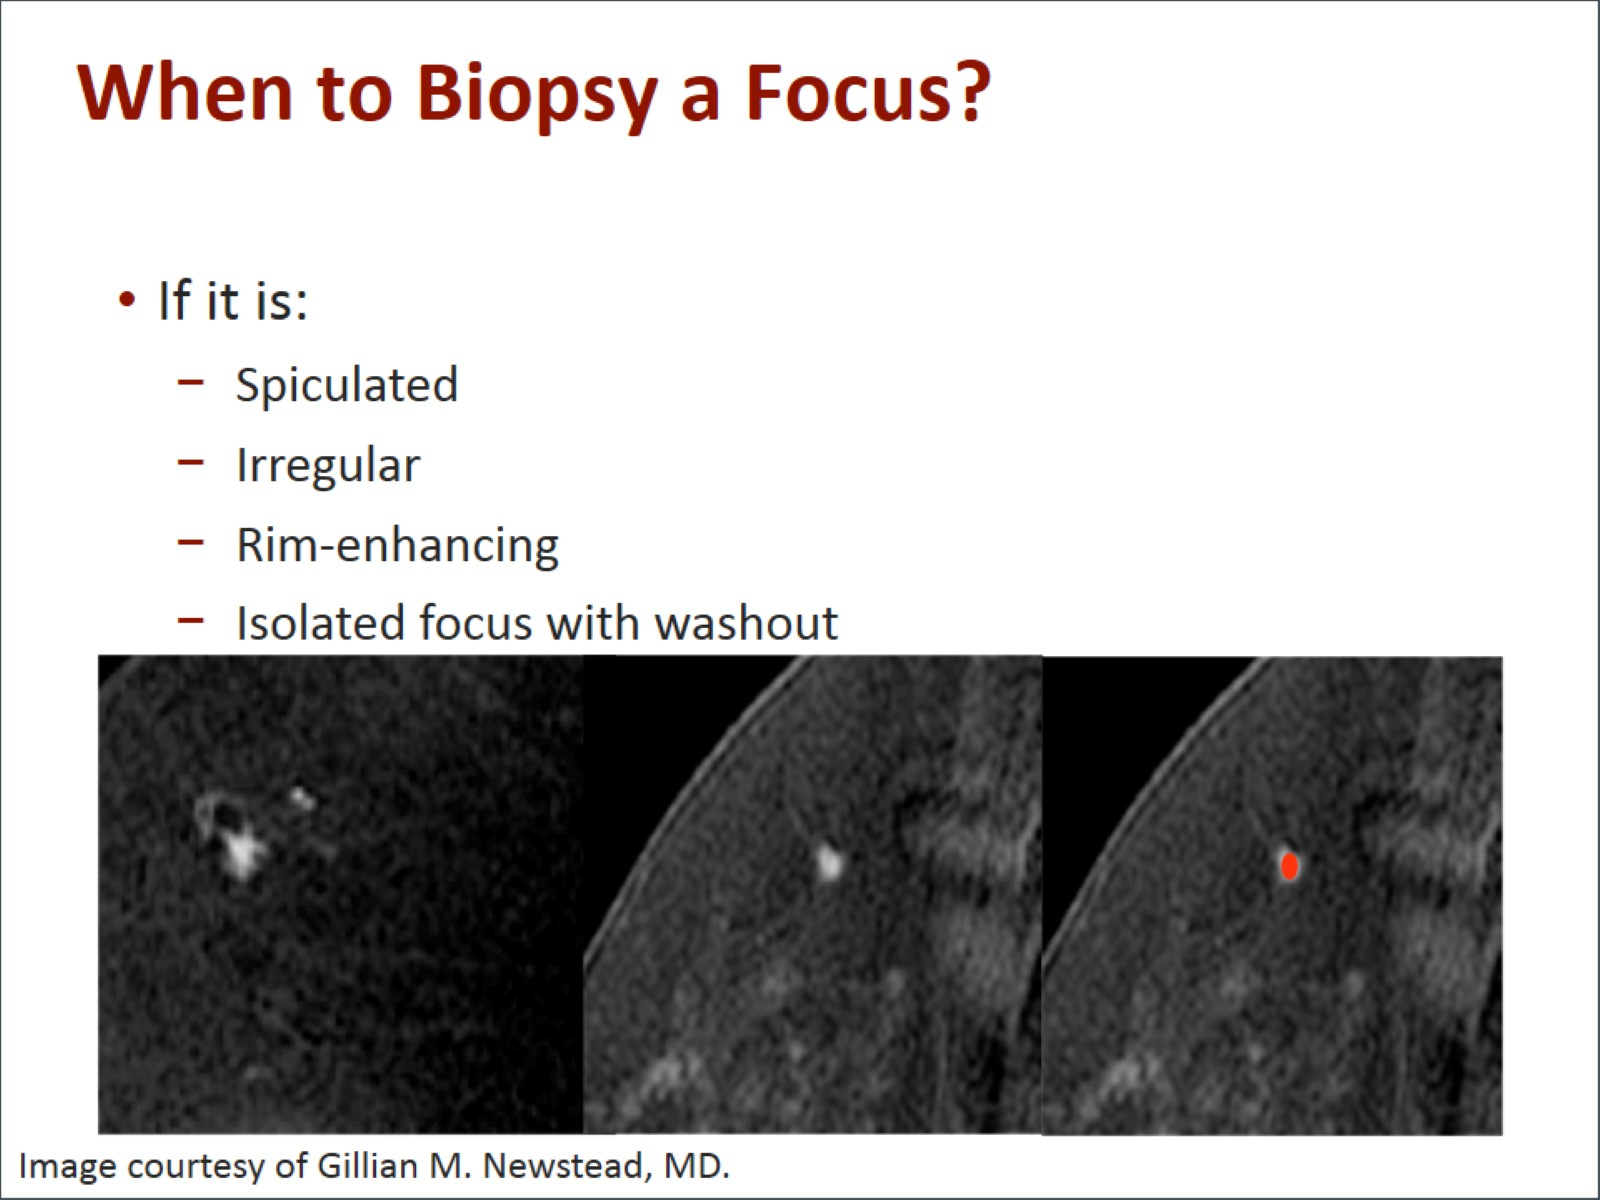 When to Biopsy a Focus?
• If it is:
– Spiculated
– Irregular
– Rim-enhancing
– Isolated focus with washout
Image courtesy of Gillian M. Newstead, MD.